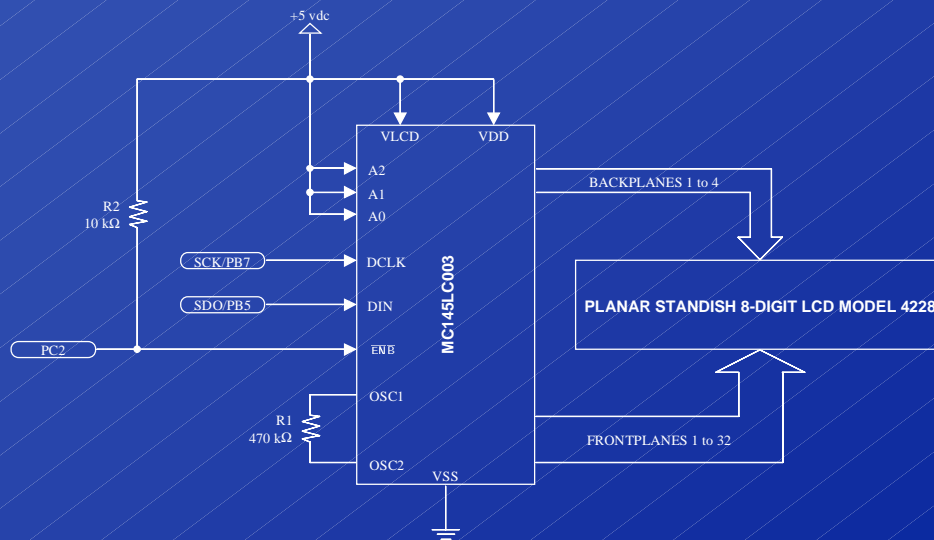 +5 vdc
VLCD
VDD
A2
A1
A0
BACKPLANES 1 to 4
R2
10 kΩ
SCK/PB7
DCLK
MC145LC003
SDO/PB5
DIN
PLANAR STANDISH 8-DIGIT LCD MODEL 4228
PC2
ENB
OSC1
R1
470 kΩ
FRONTPLANES 1 to 32
OSC2
VSS